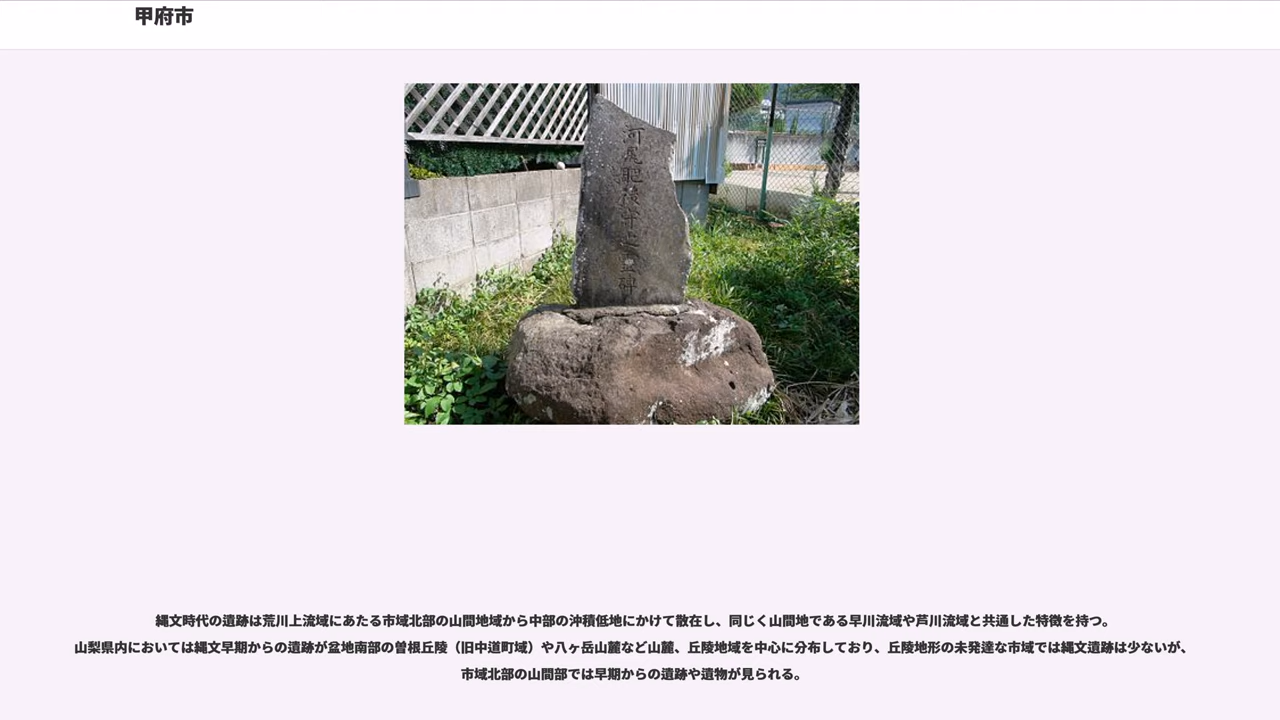 甲府市
河尻肥後守之霊碑
縄文時代の遺跡は荒川上流域にあたる市域北部の山間地域から中部の沖積低地にかけて散在し、同じく山間地である早川流域や芦川流域と共通した特徴を持つ。
山梨県内においては縄文早期からの遺跡が盆地南部の曽根丘陵（旧中道町域）や八ヶ岳山麓など山麓、丘陵地域を中心に分布しており、丘陵地形の未発達な市域では縄文遺跡は少ないが、
市域北部の山間部では早期からの遺跡や遺物が見られる。